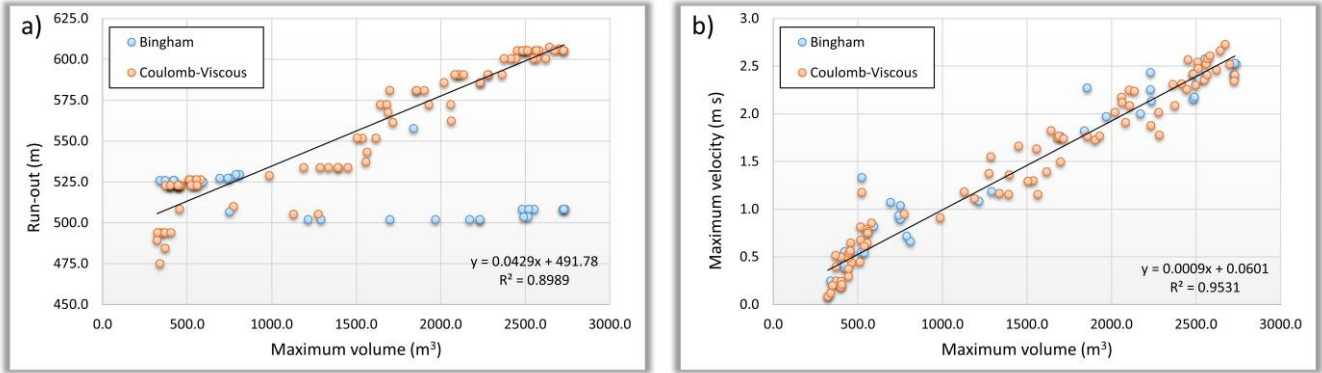 a)
Bingham
Coulomb-Viscous
625.0
600.0
575.0
550.0
525.0
500.0
475.0
450.0
Run-out (m)
y = 0.0429x + 491.78
R² = 0.8989
0.0 500.0 1000.0 1500.0 2000.0 2500.0 3000.0
Maximum volume (m³)
b)
Bingham
Coulomb-Viscous
3.0
2.5
2.0
1.5
1.0
0.5
0.0
Maximum velocity (m s)
y = 0.0009x + 0.0601
R² = 0.9531
0.0 500.0 1000.0 1500.0 2000.0 2500.0 3000.0
Maximum volume (m³)